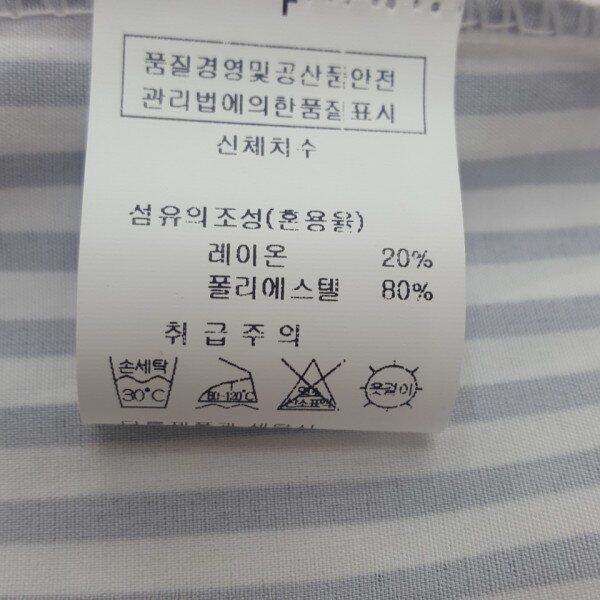 품질경영및공산품안전
관리법에의한품질표시
신체치수
섬유의조성(혼용율)
레이온 20%
폴리에스텔 80%
취급주의
손세탁
30°C
80-120°C
옷걸이